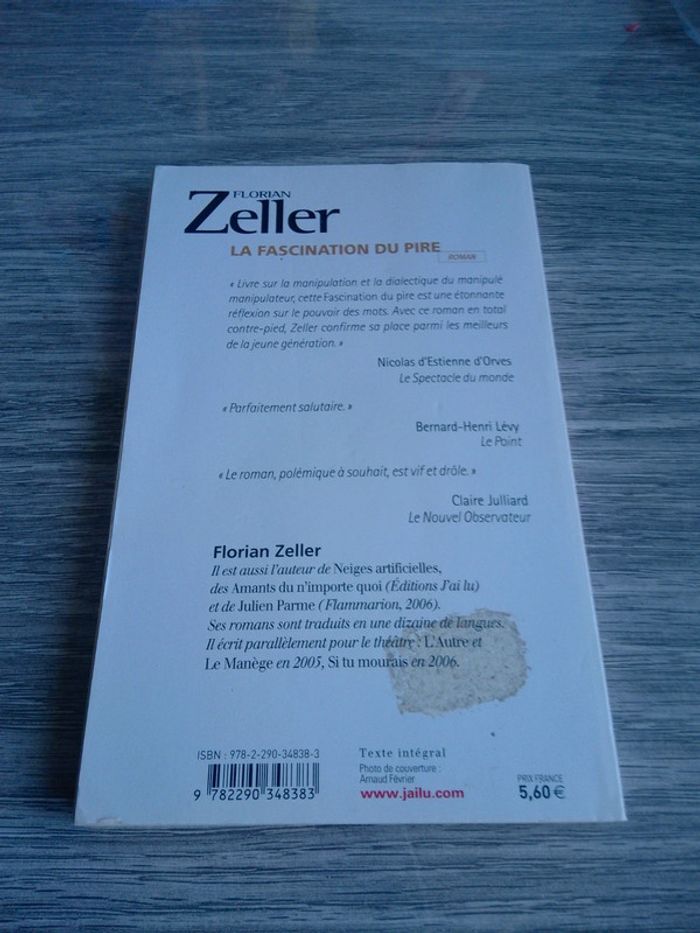 FLORIAN
Zeller
LA FASCINATION DU PIRE
ROMAN
« Livre sur la manipulation et la dialectique du manipulé
manipulateur, cette Fascination du pire est une étonnante
réflexion sur le pouvoir des mots. Avec ce roman en total
contre-pied, Zeller confirme sa place parmi les meilleurs
de la jeune génération. »
Nicolas d'Estienne d'Orves
Le Spectacle du monde
« Parfaitement salutaire. »
Bernard-Henri Lévy
Le Point
« Le roman, polémique à souhait, est vif et drôle. »
Claire Julliard
Le Nouvel Observateur
Florian Zeller
Il est aussi l'auteur de Neiges artificielles,
des Amants du n'importe quoi (Éditions J'ai lu)
et de Julien Parme (Flammarion, 2006).
Ses romans sont traduits en une dizaine de langues.
Il écrit parallèlement pour le théâtre : L'Autre et
Le Manège en 2005, Si tu mourais en 2006.
ISBN : 978-2-290-34838-3
9 782290 348383
Texte intégral
Photo de couverture :
Arnaud Février
www.jailu.com
PRIX FRANCE
5,60 €